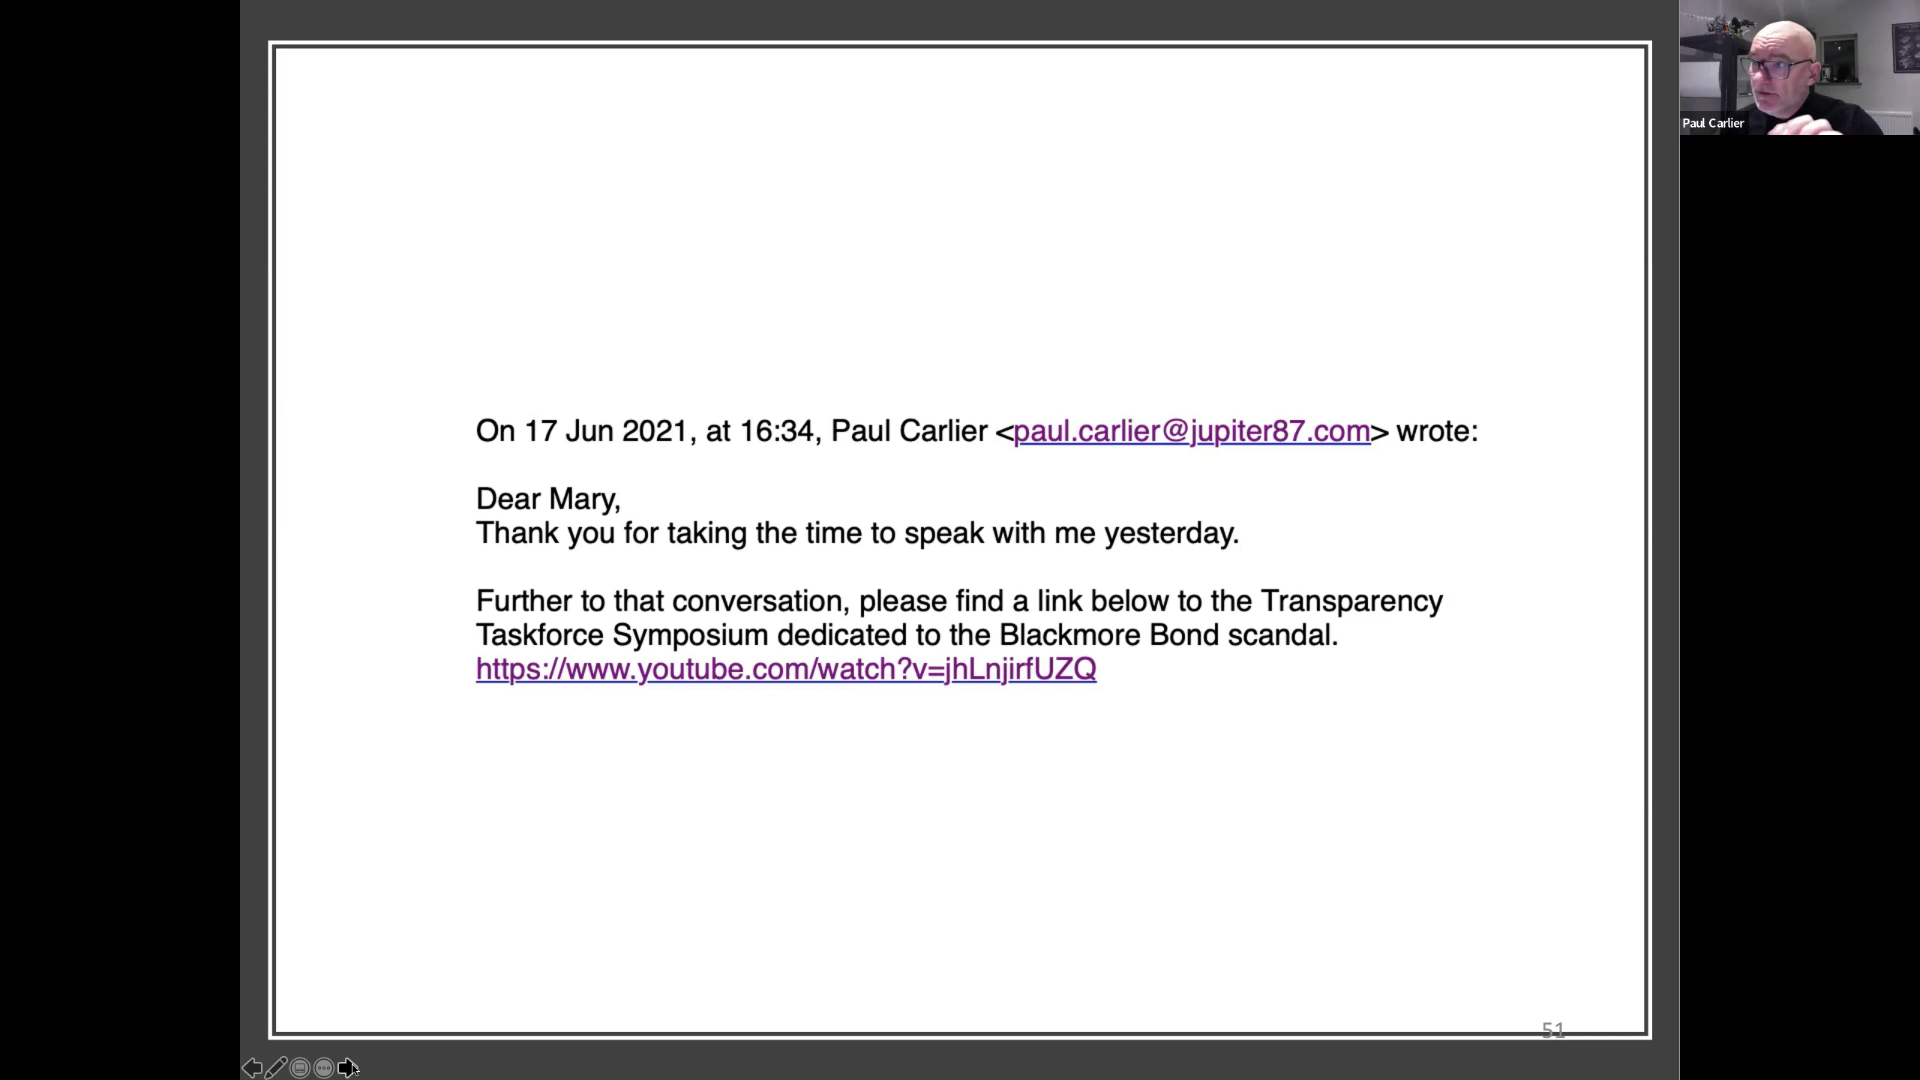 Paul Carlier
On 17 Jun 2021, at 16:34, Paul Carlier <paul.carlier@jupiter87.com> wrote:
Dear Mary,
Thank you for taking the time to speak with me yesterday.
Further to that conversation, please find a link below to the Transparency
Taskforce Symposium dedicated to the Blackmore Bond scandal.
https://www.youtube.com/watch?v=jhLnjirfUZQ
51